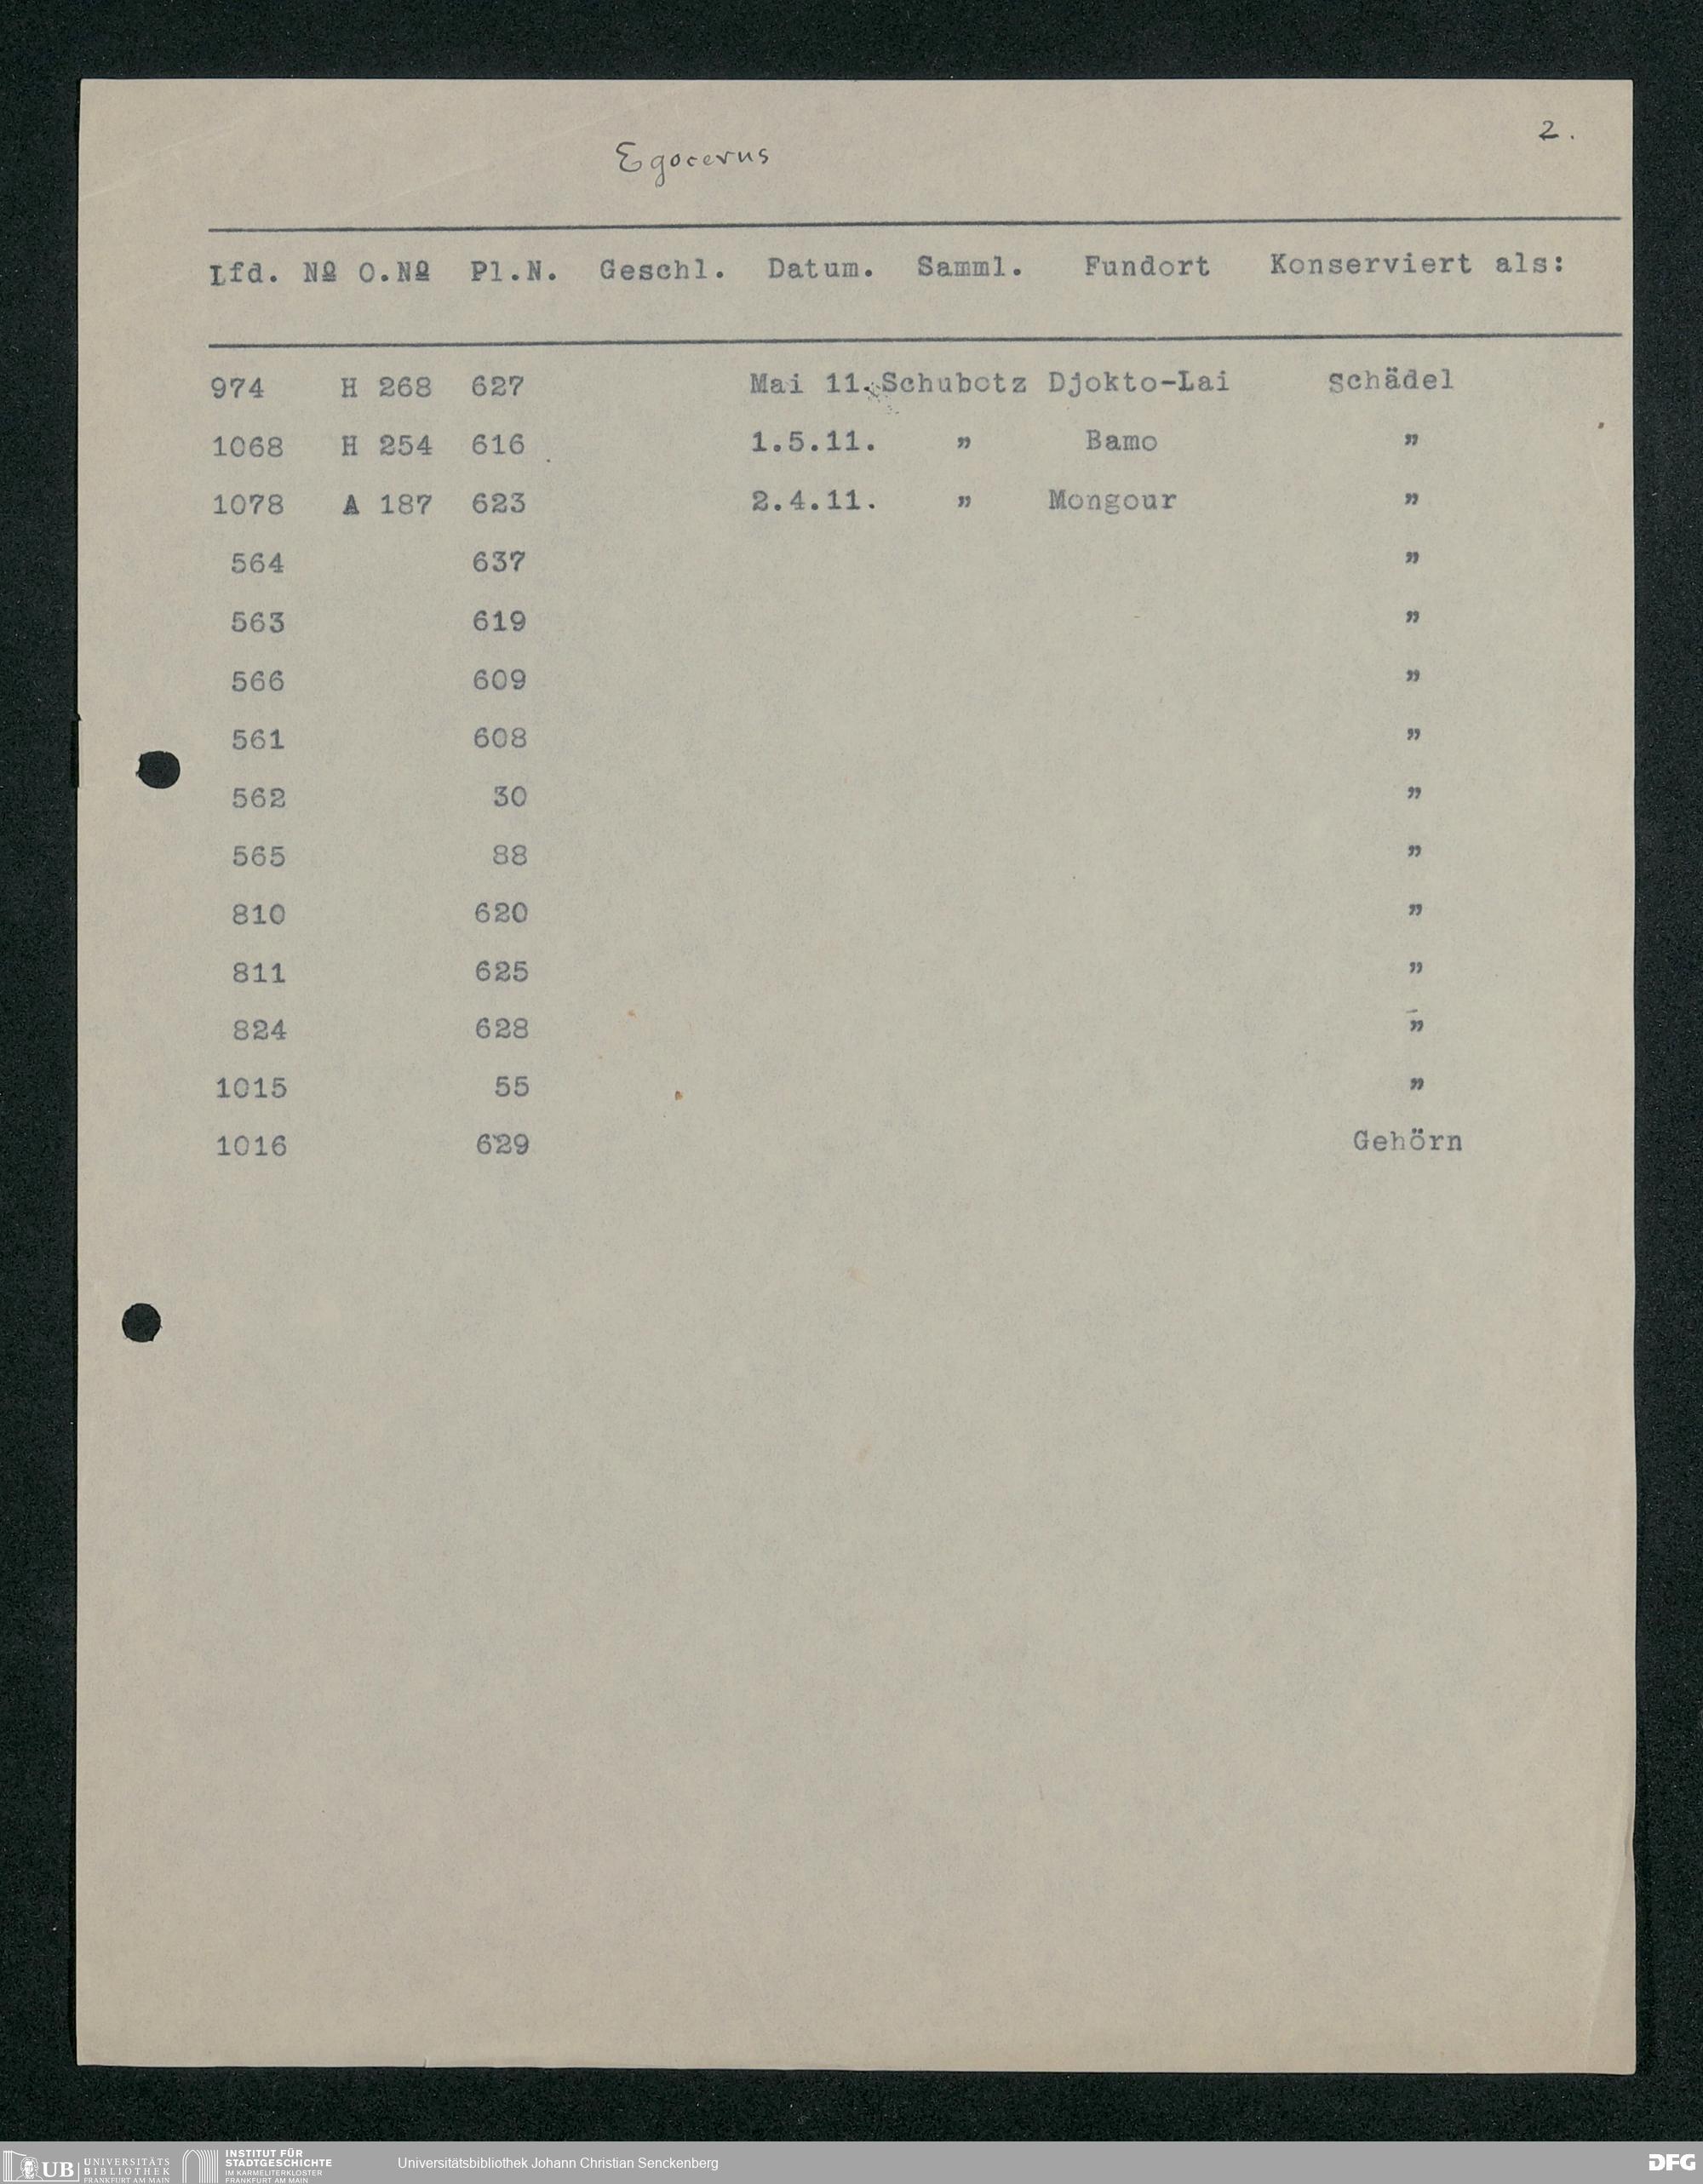 2.
Egocerus
Lfd. № O.№ Pl.N. Geschl. Datum. Samml. Fundort Konserviert als:
974 H 268 627 Mai 11. Schubotz Djokto-Lai Schädel
1068 H 254 616 1.5.11. " Bamo "
1078 A 187 623 2.4.11. " Mongour "
564 637 "
563 619 "
566 609 "
561 608 "
562 30 "
565 88 "
810 620 "
811 625 "
824 628 "
1015 55 "
1016 629 Gehörn
UB UNIVERSITÄTS BIBLIOTHEK FRANKFURT AM MAIN
INSTITUT FÜR STADTGESCHICHTE IM KARMELITERKLOSTER FRANKFURT AM MAIN
Universitätsbibliothek Johann Christian Senckenberg
DFG